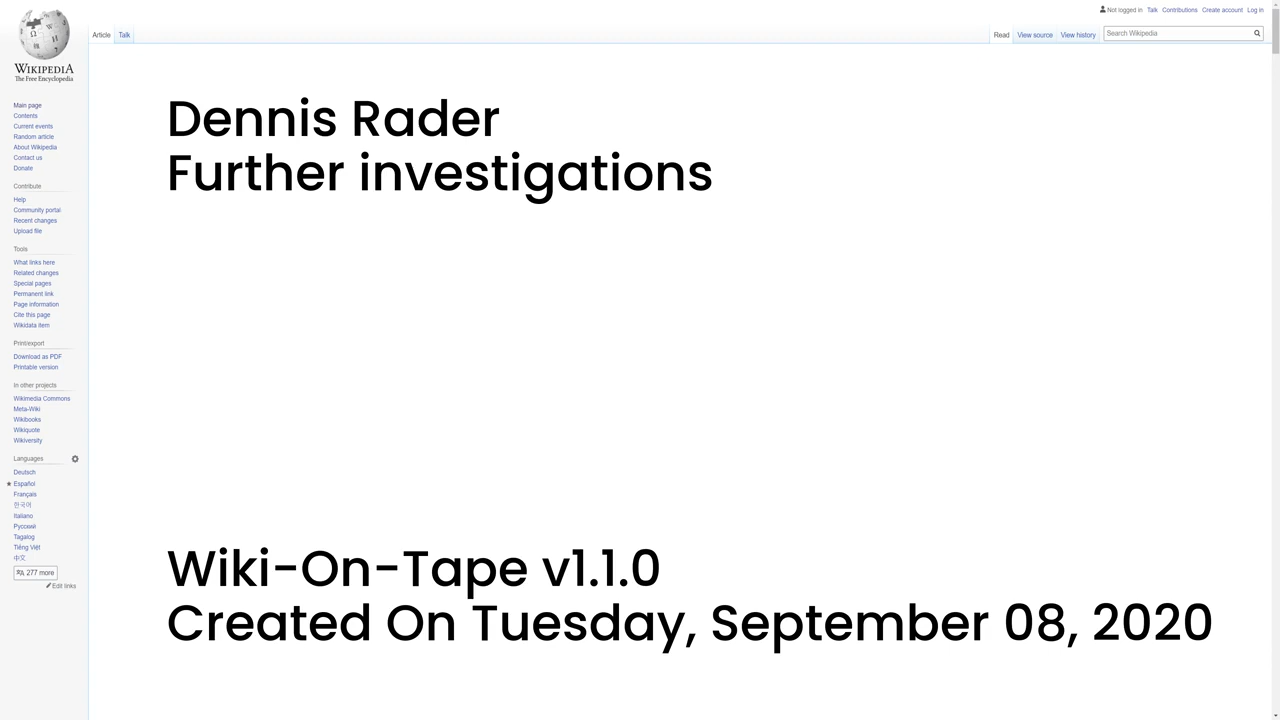 Not logged in Talk Contributions Create account Log in
Article Talk
Read View source View history Search Wikipedia
WIKIPEDIA
The Free Encyclopedia
Main page
Contents
Current events
Random article
About Wikipedia
Contact us
Donate
Contribute
Help
Community portal
Recent changes
Upload file
Tools
What links here
Related changes
Special pages
Permanent link
Page information
Cite this page
Wikidata item
Print/export
Download as PDF
Printable version
In other projects
Wikimedia Commons
Meta-Wiki
Wikibooks
Wikiquote
Wikiversity
Languages
Deutsch
Español
Français
한국어
Italiano
Русский
Tagalog
Tiếng Việt
中文
277 more
Edit links
Dennis Rader
Further investigations
Wiki-On-Tape v1.1.0
Created On Tuesday, September 08, 2020